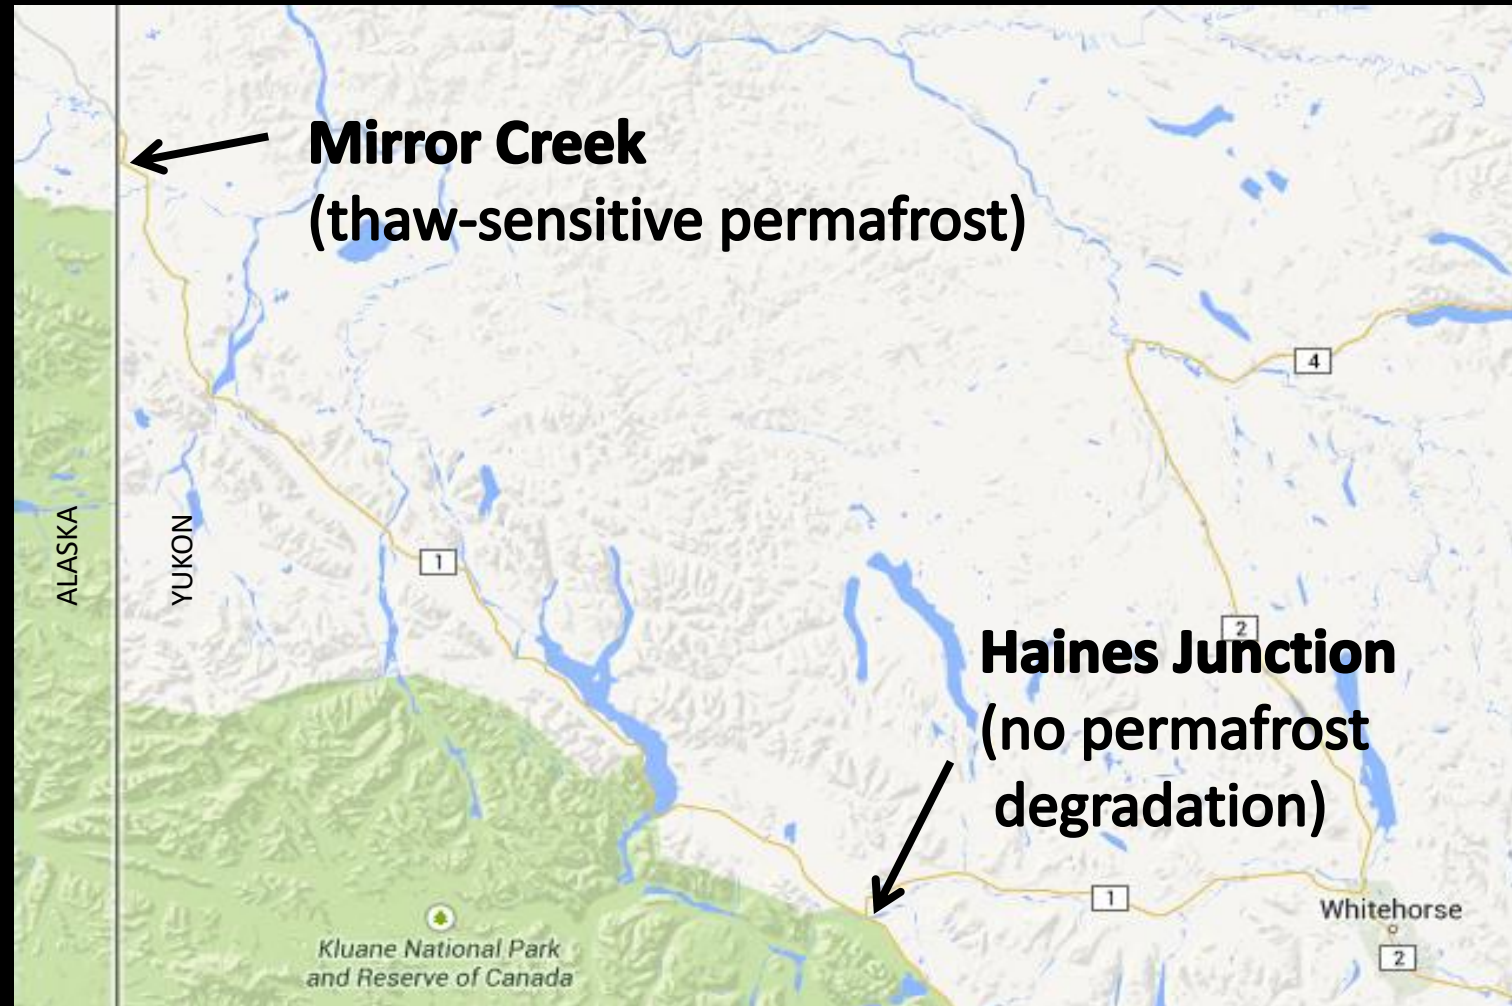 Mirror Creek
(thaw-sensitive permafrost)
4
ALASKA
YUKON
1
2
Haines Junction
(no permafrost
degradation)
1
Whitehorse
2
Kluane National Park
and Reserve of Canada